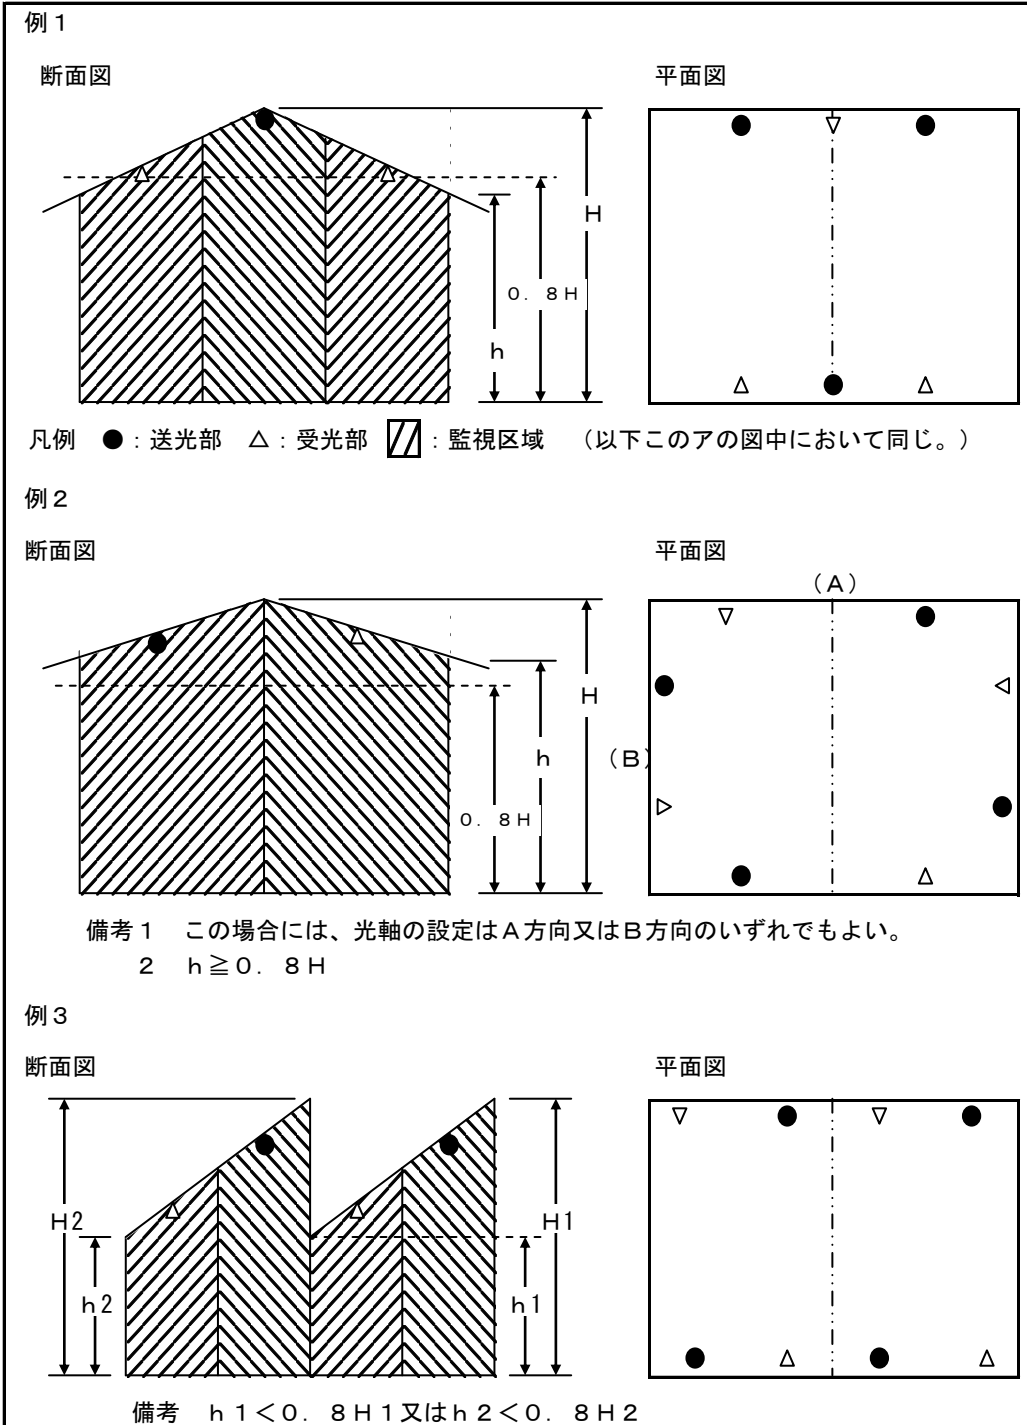 例１
断面図
平面図
H
０．８H
h
凡例　●：送光部　△：受光部　：監視区域　（以下このアの図中において同じ。）
例２
断面図
平面図
（A）
H
h
（B）
０．８H
備考１　この場合には、光軸の設定はA方向又はB方向のいずれでもよい。
２　ｈ≧０．８H
例３
断面図
平面図
H2
H1
h2
h1
備考　ｈ１＜０．８H１又はｈ２＜０．８H２